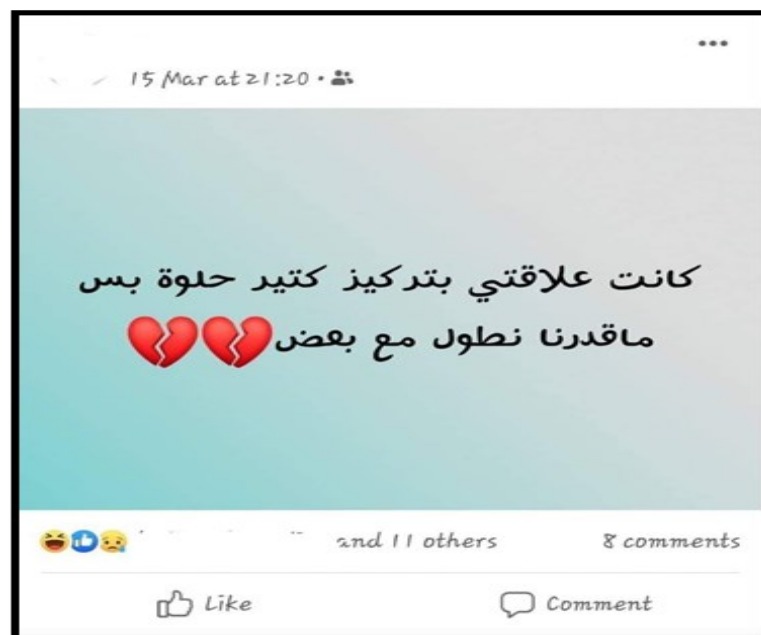 15 Mar at 21:20
كانت علاقتي بتركيز كتير حلوة بس
ماقدرنا نطول مع بعض💔💔
and 11 others 8 comments
Like Comment